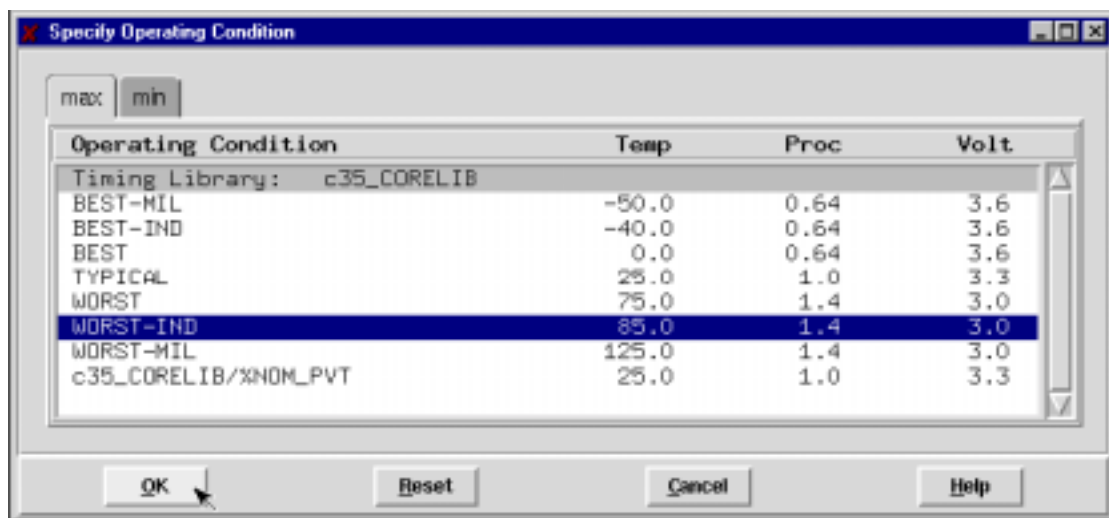 Specify Operating Condition
max min
Operating Condition Temp Proc Volt
Timing Library: c35_CORELIB
BEST-MIL -50.0 0.64 3.6
BEST-IND -40.0 0.64 3.6
BEST 0.0 0.64 3.6
TYPICAL 25.0 1.0 3.3
WORST 75.0 1.4 3.0
WORST-IND 85.0 1.4 3.0
WORST-MIL 125.0 1.4 3.0
c35_CORELIB/%NOM_PVT 25.0 1.0 3.3
OK Reset Cancel Help